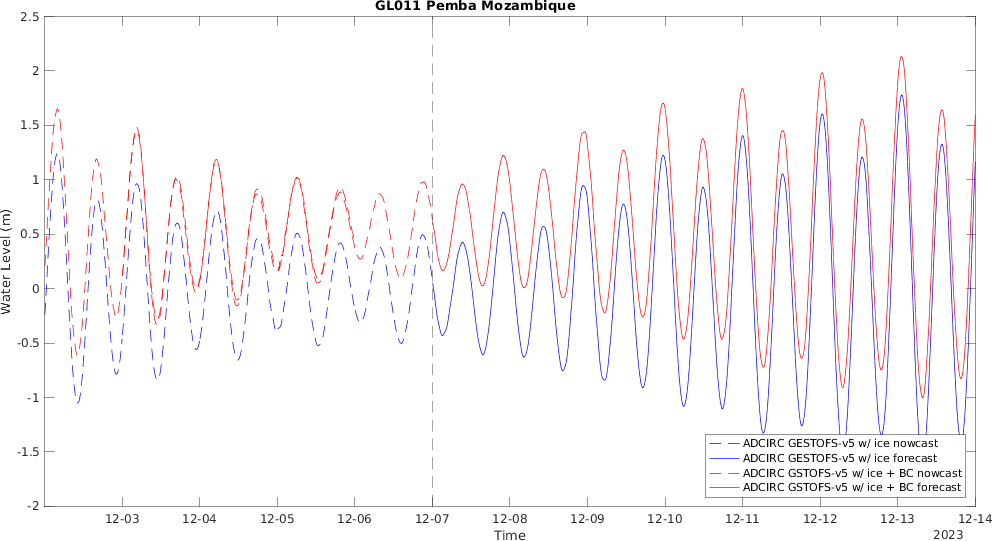 GL011 Pemba Mozambique
2.5
2
1.5
1
0.5
0
-0.5
-1
-1.5
-2
Water Level (m)
12-03 12-04 12-05 12-06 12-07 12-08 12-09 12-10 12-11 12-12 12-13 12-14
Time
2023
ADCIRC GESTOFS-v5 w/ ice nowcast
ADCIRC GESTOFS-v5 w/ ice forecast
ADCIRC GSTOFS-v5 w/ ice + BC nowcast
ADCIRC GSTOFS-v5 w/ ice + BC forecast